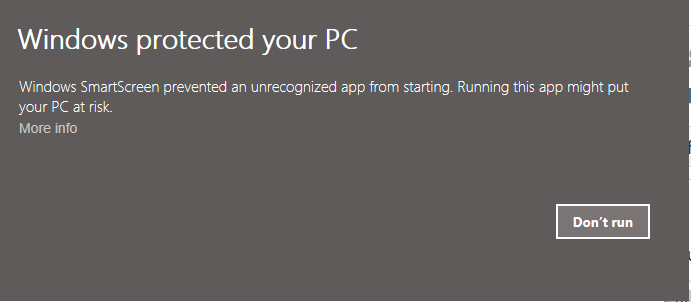 Windows protected your PC
Windows SmartScreen prevented an unrecognized app from starting. Running this app might put
your PC at risk.
More info
Don't run